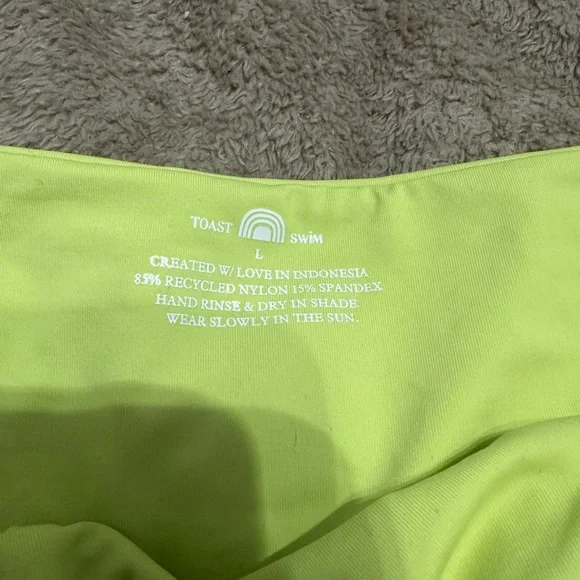 TOAST SWiM
L
CREATED W/ LOVE IN INDONESIA
85% RECYCLED NYLON 15% SPANDEX
HAND RINSE & DRY IN SHADE.
WEAR SLOWLY IN THE SUN.